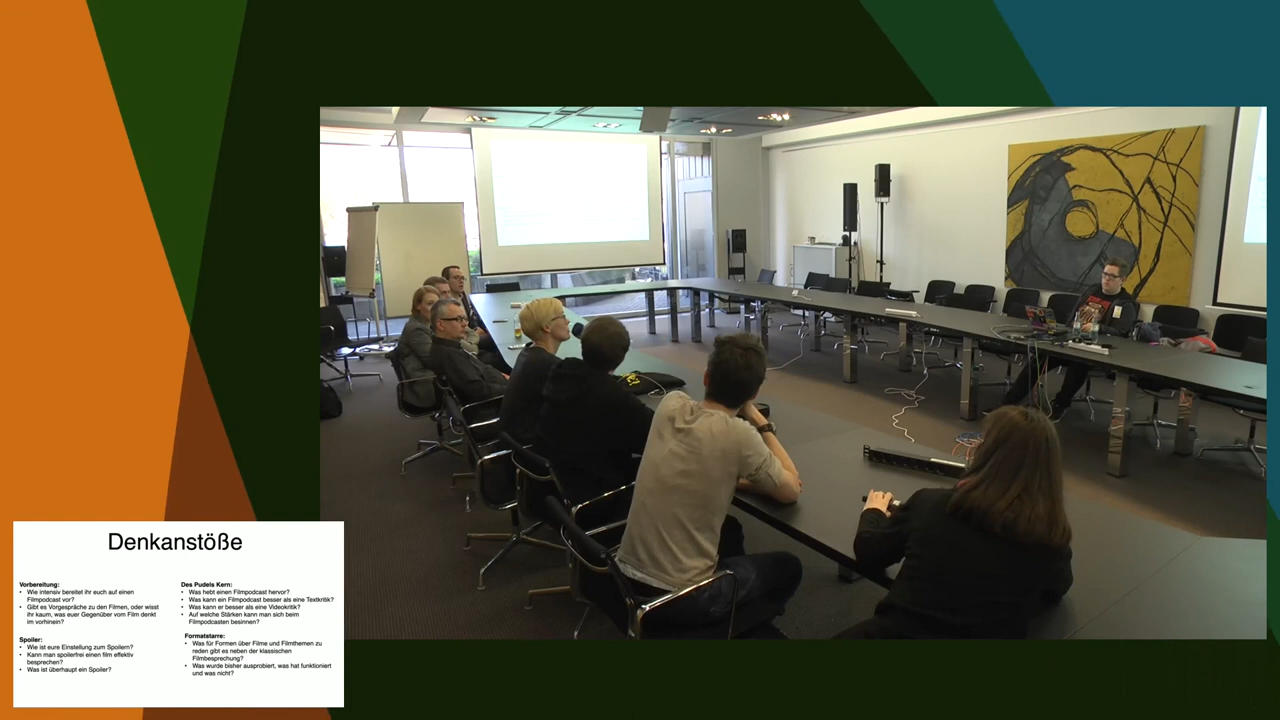 Denkanstöße
Vorbereitung:
• Wie intensiv bereitet ihr euch auf einen
Filmpodcast vor?
• Gibt es Vorgespräche zu den Filmen, oder wisst
ihr kaum, was euer Gegenüber vom Film denkt
im vorhinein?
Spoiler:
• Wie ist eure Einstellung zum Spoilern?
• Kann man spoilerfrei einen film effektiv
besprechen?
• Was ist überhaupt ein Spoiler?
Des Pudels Kern:
• Was hebt einen Filmpodcast hervor?
• Was kann ein Filmpodcast besser als eine Textkritik?
• Was kann er besser als eine Videokritik?
• Auf welche Stärken kann man sich beim
Filmpodcasten besinnen?
Formatstarre:
• Was für Formen über Filme und Filmthemen zu
reden gibt es neben der klassischen
Filmbesprechung?
• Was wurde bisher ausprobiert, was hat funktioniert
und was nicht?